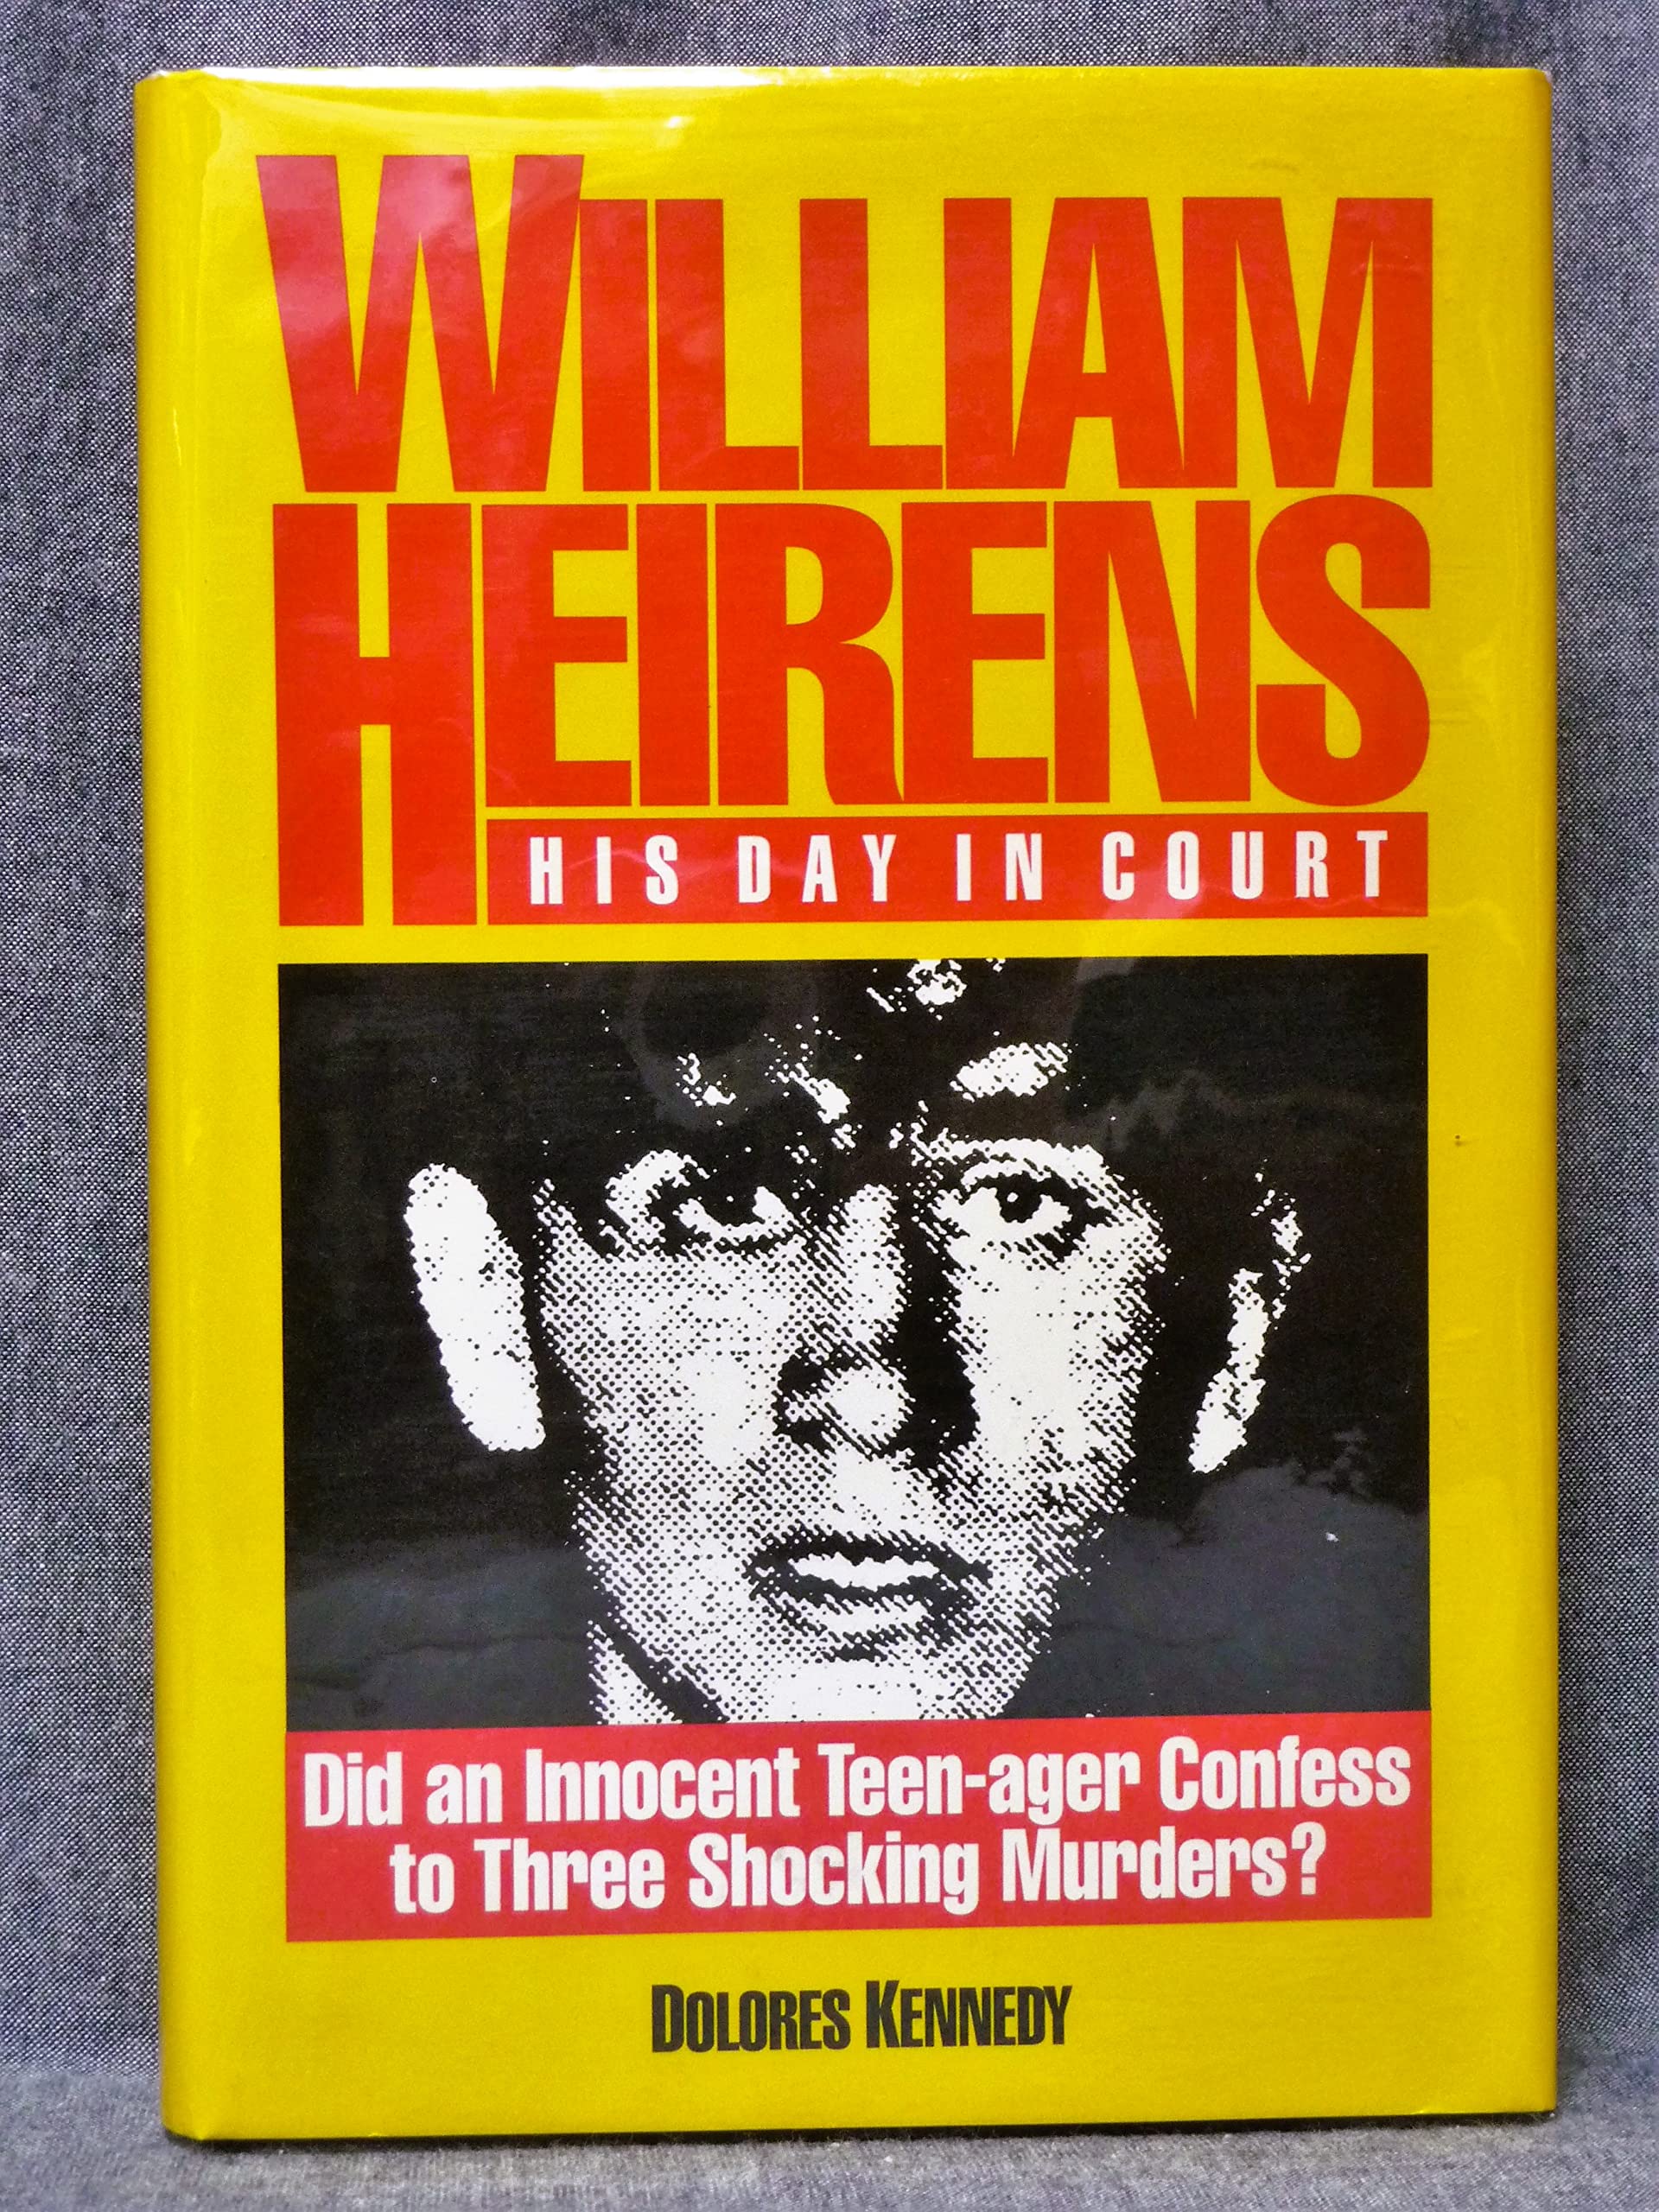 WILLIAM
HEIRENS
HIS DAY IN COURT
Did an Innocent Teen-ager Confess
to Three Shocking Murders?
DOLORES KENNEDY